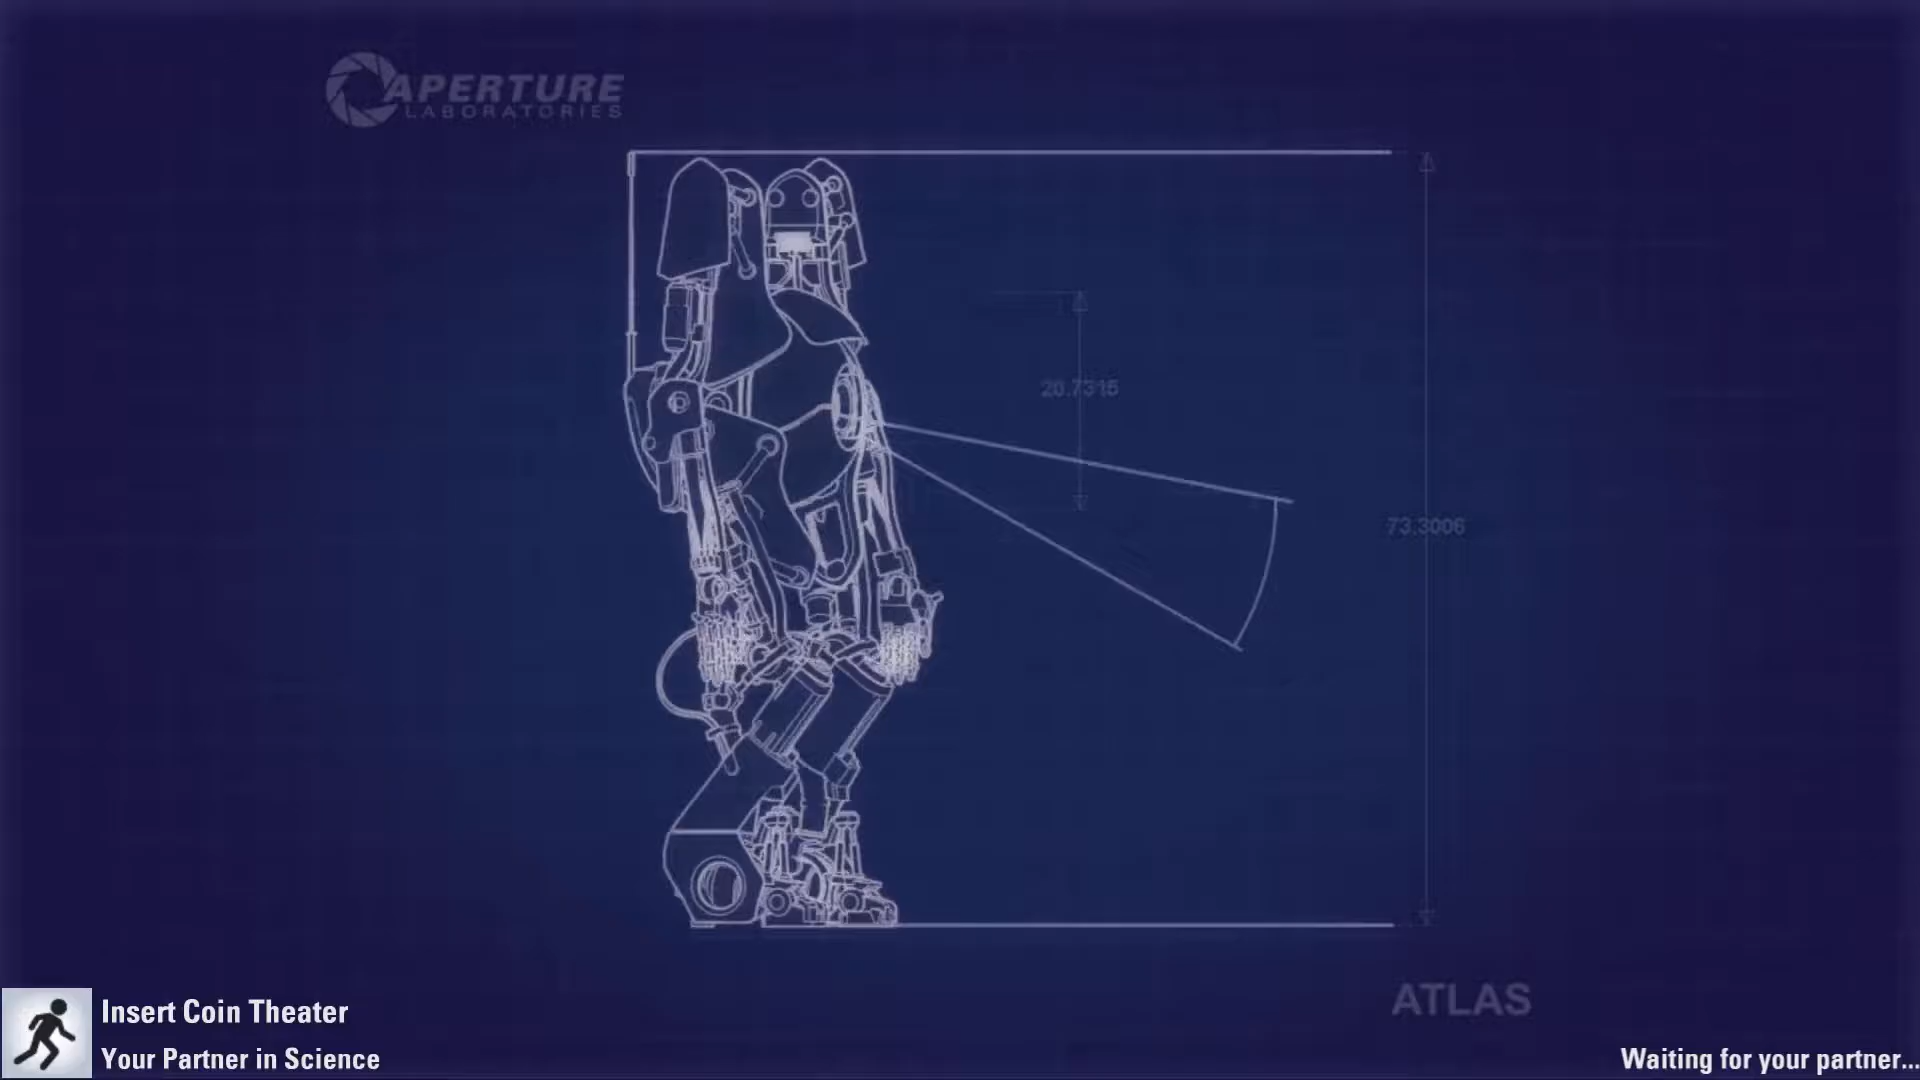 APERTURE
LABORATORIES
20.7315
73.3006
ATLAS
Insert Coin Theater
Your Partner in Science
Waiting for your partner...